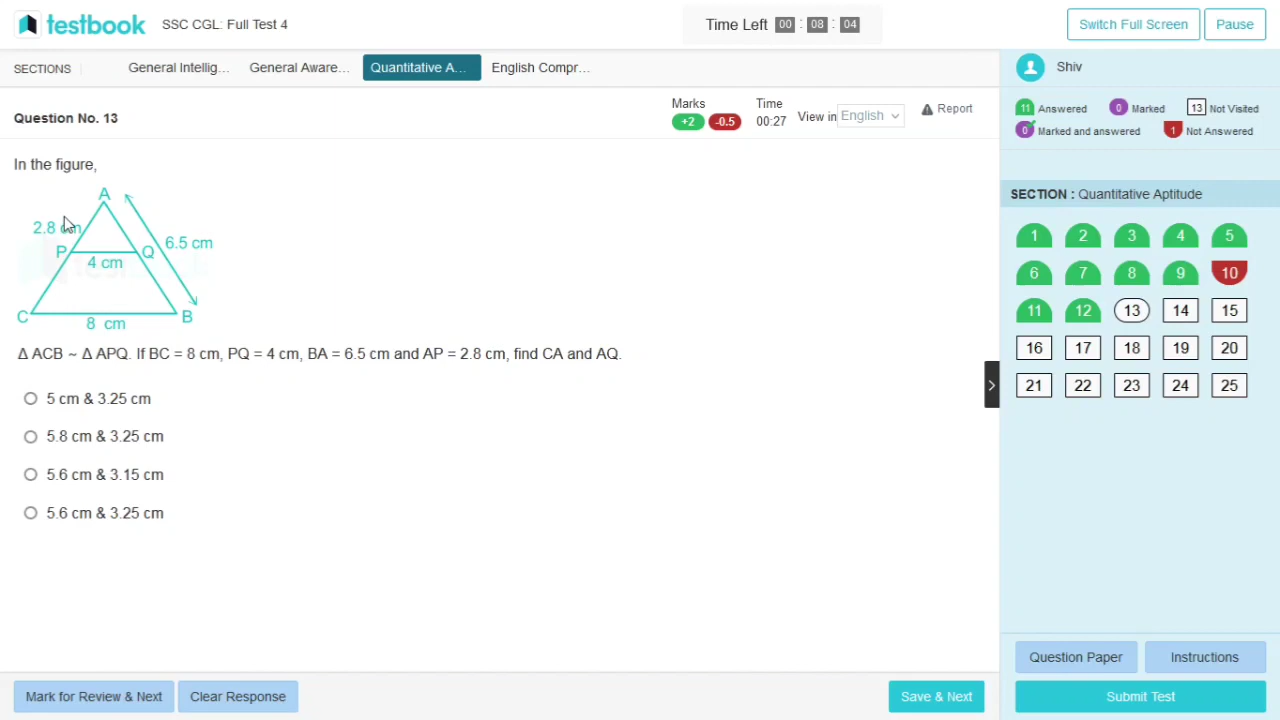 testbook SSC CGL: Full Test 4 Time Left 00 : 08 : 04 Switch Full Screen Pause
SECTIONS General Intellig... General Aware... Quantitative A... English Compr... Shiv
Question No. 13 Marks +2 -0.5 Time 00:27 View in English Report
11 Answered 0 Marked 13 Not Visited
0 Marked and answered 1 Not Answered
In the figure,
A
2.8 cm
P Q 6.5 cm
4 cm
C B
8 cm
Δ ACB ~ Δ APQ. If BC = 8 cm, PQ = 4 cm, BA = 6.5 cm and AP = 2.8 cm, find CA and AQ.
5 cm & 3.25 cm
5.8 cm & 3.25 cm
5.6 cm & 3.15 cm
5.6 cm & 3.25 cm
SECTION : Quantitative Aptitude
1 2 3 4 5
6 7 8 9 10
11 12 13 14 15
16 17 18 19 20
21 22 23 24 25
Question Paper Instructions
Mark for Review & Next Clear Response Save & Next Submit Test